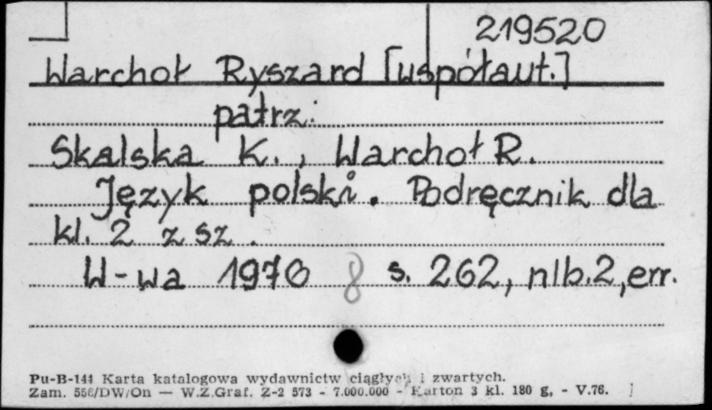 219520
Warchoł Ryszard [współaut.]
patrz:
Skalska K., Warchoł R.
Język polski. Podręcznik dla
kl. 2 zsz.
W-wa 1970 8 s. 262, nlb.2, err.
Pu-B-144 Karta katalogowa wydawnictw ciągłych i zwartych.
Zam. 556/DW/On — W.Z.Graf. Z-2 573 - 7.000.000 - Karton 3 kl. 180 g. - V.76.